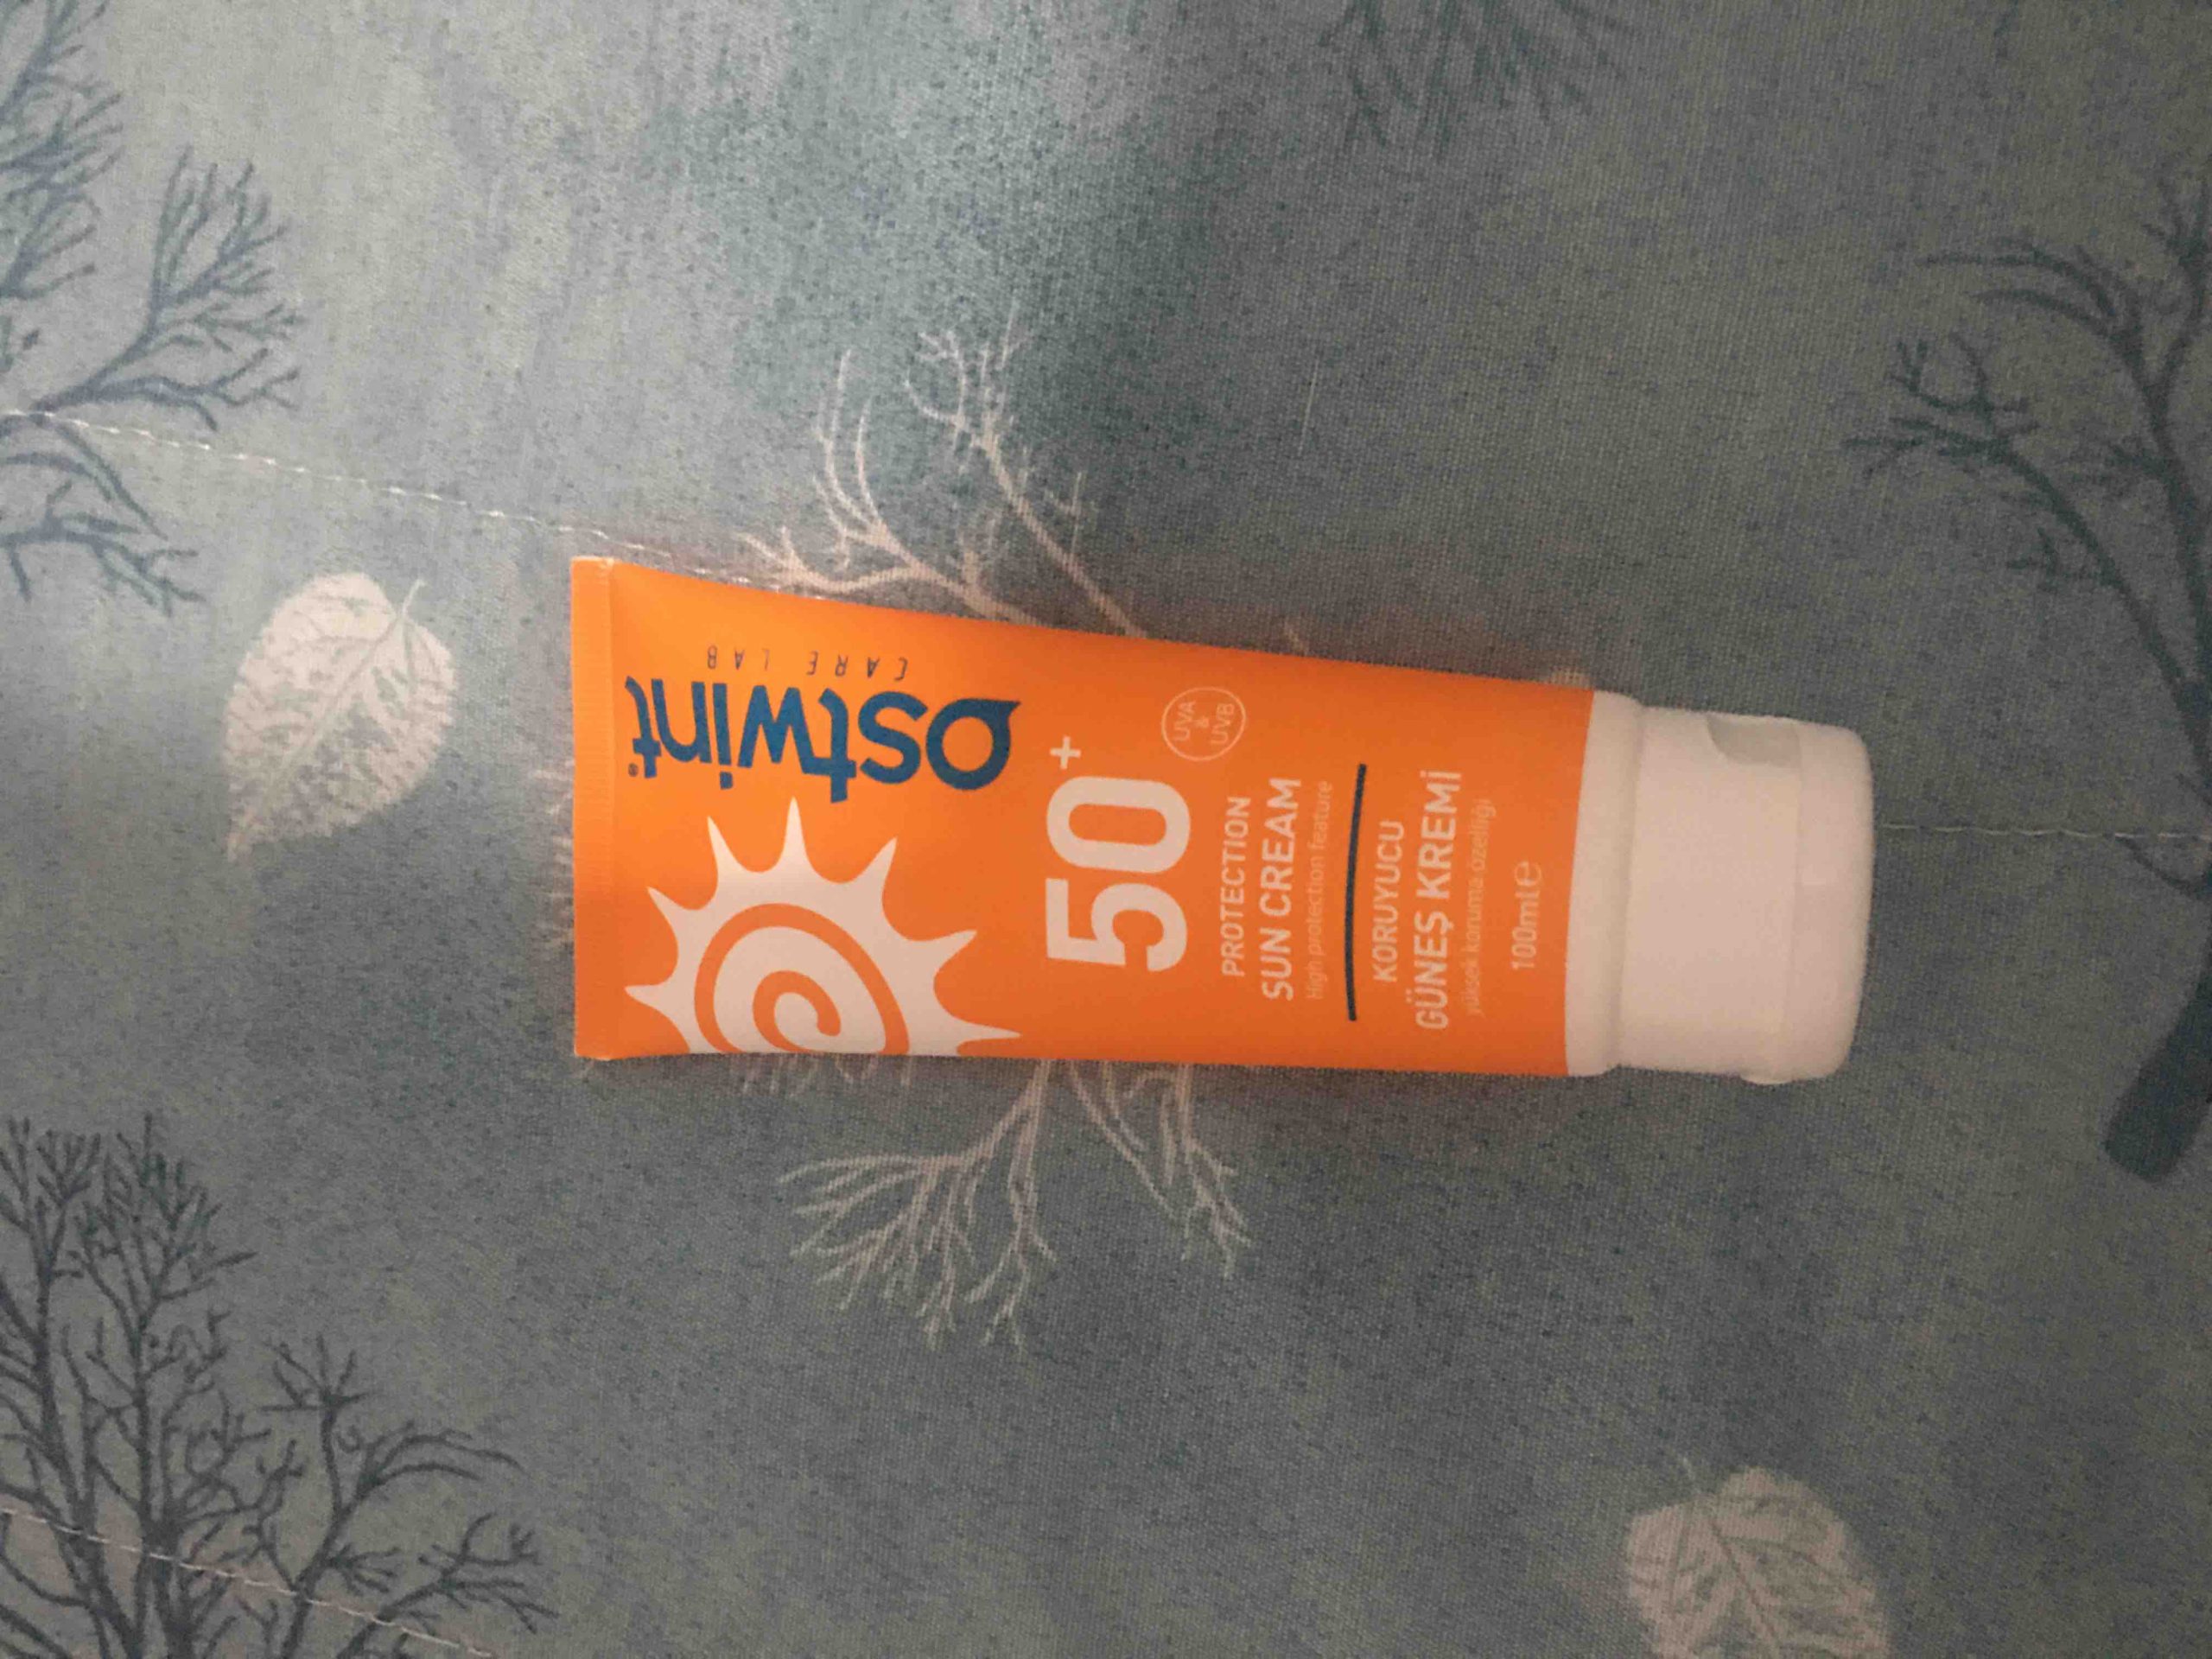 ostwint®
CARE LAB
50+
UVA
&
UVB
PROTECTION
SUN CREAM
High protection feature
KORUYUCU
GÜNEŞ KREMİ
yüksek koruma özelliği
100ml e